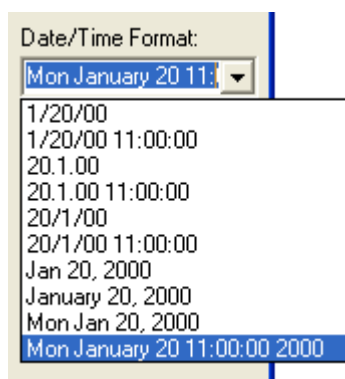 Date/Time Format:
Mon January 20 11:
1/20/00
1/20/00 11:00:00
20.1.00
20.1.00 11:00:00
20/1/00
20/1/00 11:00:00
Jan 20, 2000
January 20, 2000
Mon Jan 20, 2000
Mon January 20 11:00:00 2000